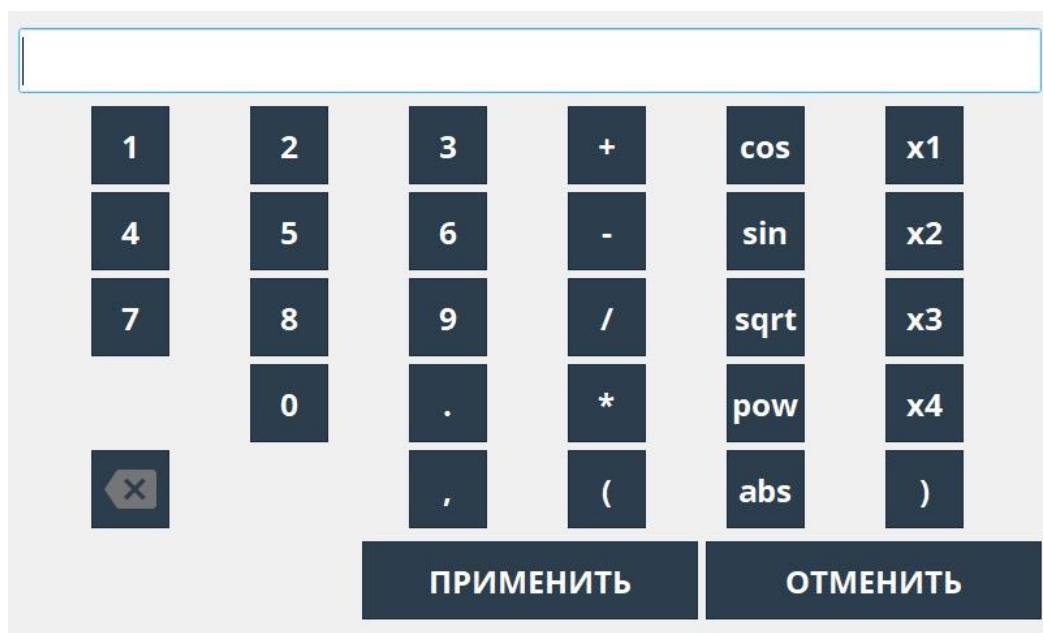 1 2 3 + cos x1
4 5 6 - sin x2
7 8 9 / sqrt x3
0 . * pow x4
, ( abs )
ПРИМЕНИТЬ ОТМЕНИТЬ